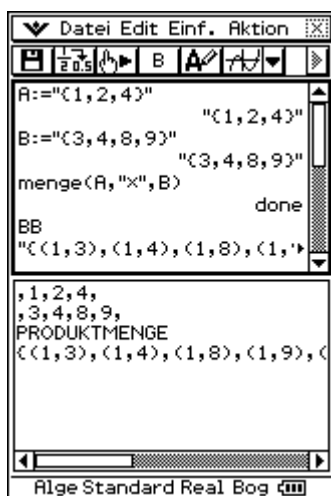 Datei Edit Einf. Aktion
B
A:="{1,2,4}"
"{1,2,4}"
B:="{3,4,8,9}"
"{3,4,8,9}"
menge(A,"×",B)
done
BB
"{(1,3),(1,4),(1,8),(1,'
,1,2,4,
,3,4,8,9,
PRODUKTMENGE
{(1,3),(1,4),(1,8),(1,9),(
Alge Standard Real Bog